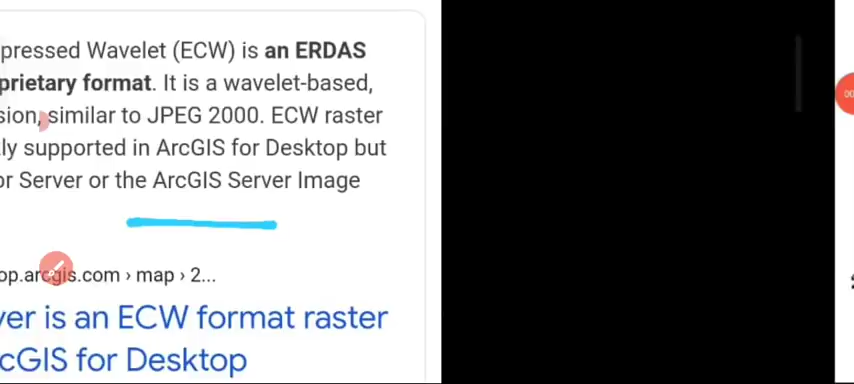 pressed Wavelet (ECW) is an ERDAS
prietary format. It is a wavelet-based,
sion, similar to JPEG 2000. ECW raster
ly supported in ArcGIS for Desktop but
or Server or the ArcGIS Server Image
op.arcgis.com › map › 2...
ver is an ECW format raster
cGIS for Desktop
00